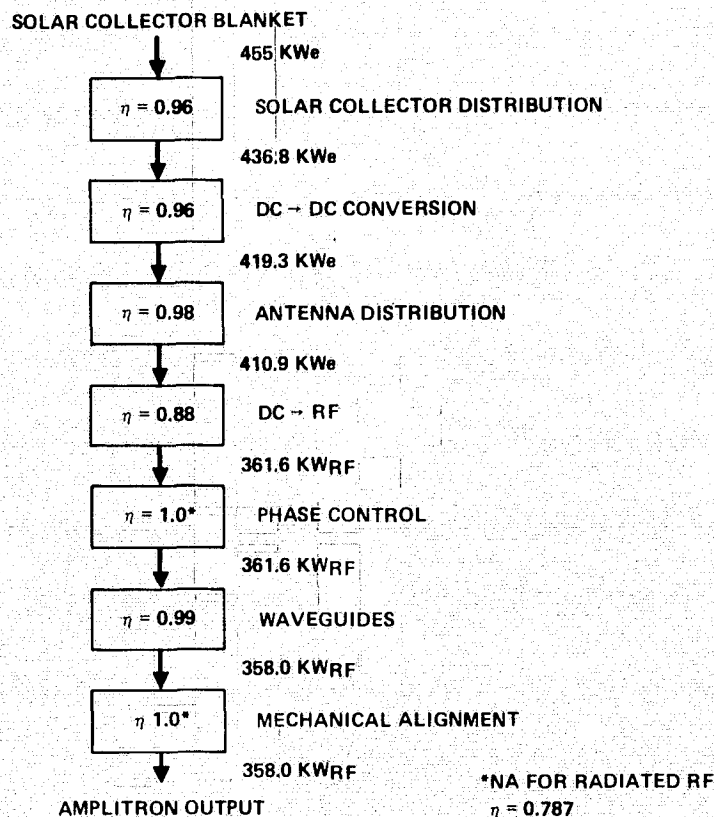 SOLAR COLLECTOR BLANKET
455 KWe
η = 0.96 SOLAR COLLECTOR DISTRIBUTION
436.8 KWe
η = 0.96 DC → DC CONVERSION
419.3 KWe
η = 0.98 ANTENNA DISTRIBUTION
410.9 KWe
η = 0.88 DC → RF
361.6 KWRF
η = 1.0* PHASE CONTROL
361.6 KWRF
η = 0.99 WAVEGUIDES
358.0 KWRF
η 1.0* MECHANICAL ALIGNMENT
358.0 KWRF
AMPLITRON OUTPUT
*NA FOR RADIATED RF
η = 0.787